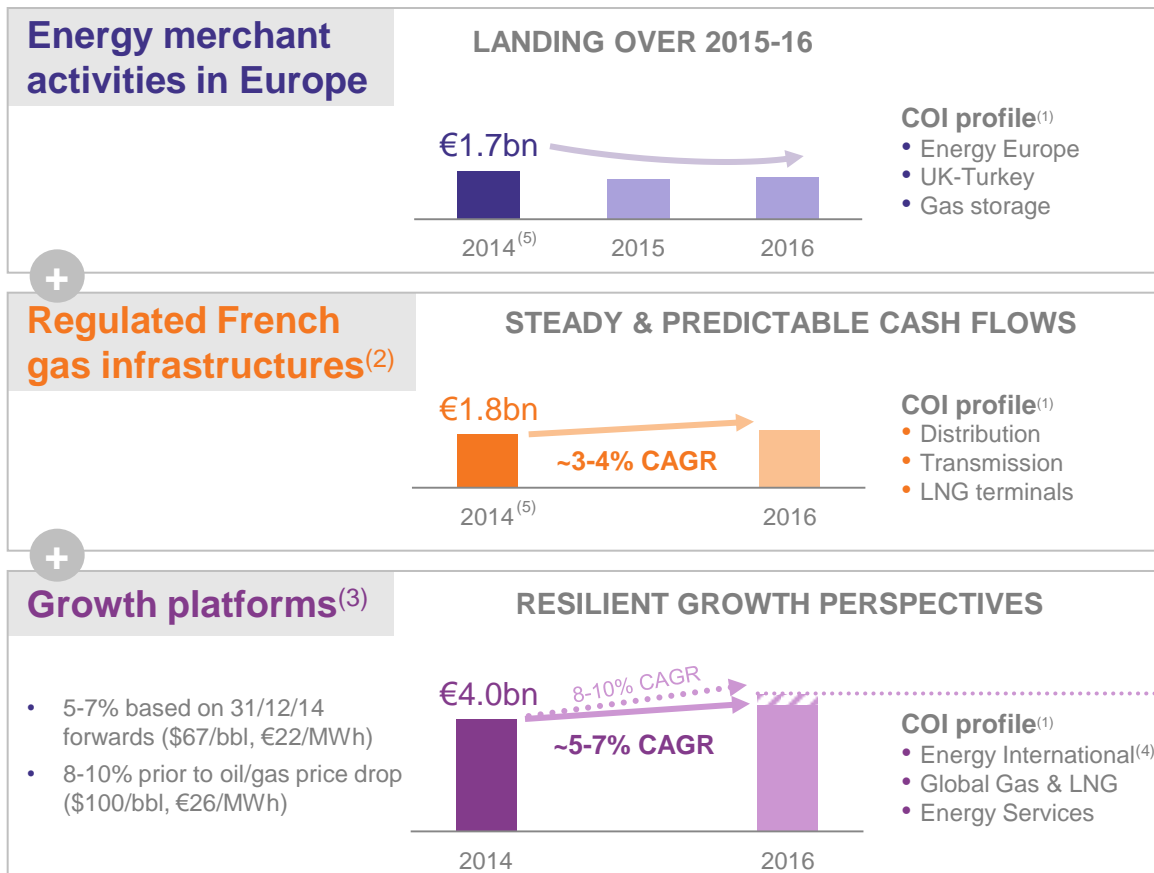 Energy merchant
activities in Europe
LANDING OVER 2015-16
€1.7bn
2014(5)
2015
2016
COI profile(1)
• Energy Europe
• UK-Turkey
• Gas storage
+
Regulated French
gas infrastructures(2)
STEADY & PREDICTABLE CASH FLOWS
€1.8bn
~3-4% CAGR
2014(5)
2016
COI profile(1)
• Distribution
• Transmission
• LNG terminals
+
Growth platforms(3)
RESILIENT GROWTH PERSPECTIVES
• 5-7% based on 31/12/14
forwards ($67/bbl, €22/MWh)
• 8-10% prior to oil/gas price drop
($100/bbl, €26/MWh)
€4.0bn
8-10% CAGR
~5-7% CAGR
2014
2016
COI profile(1)
• Energy International(4)
• Global Gas & LNG
• Energy Services